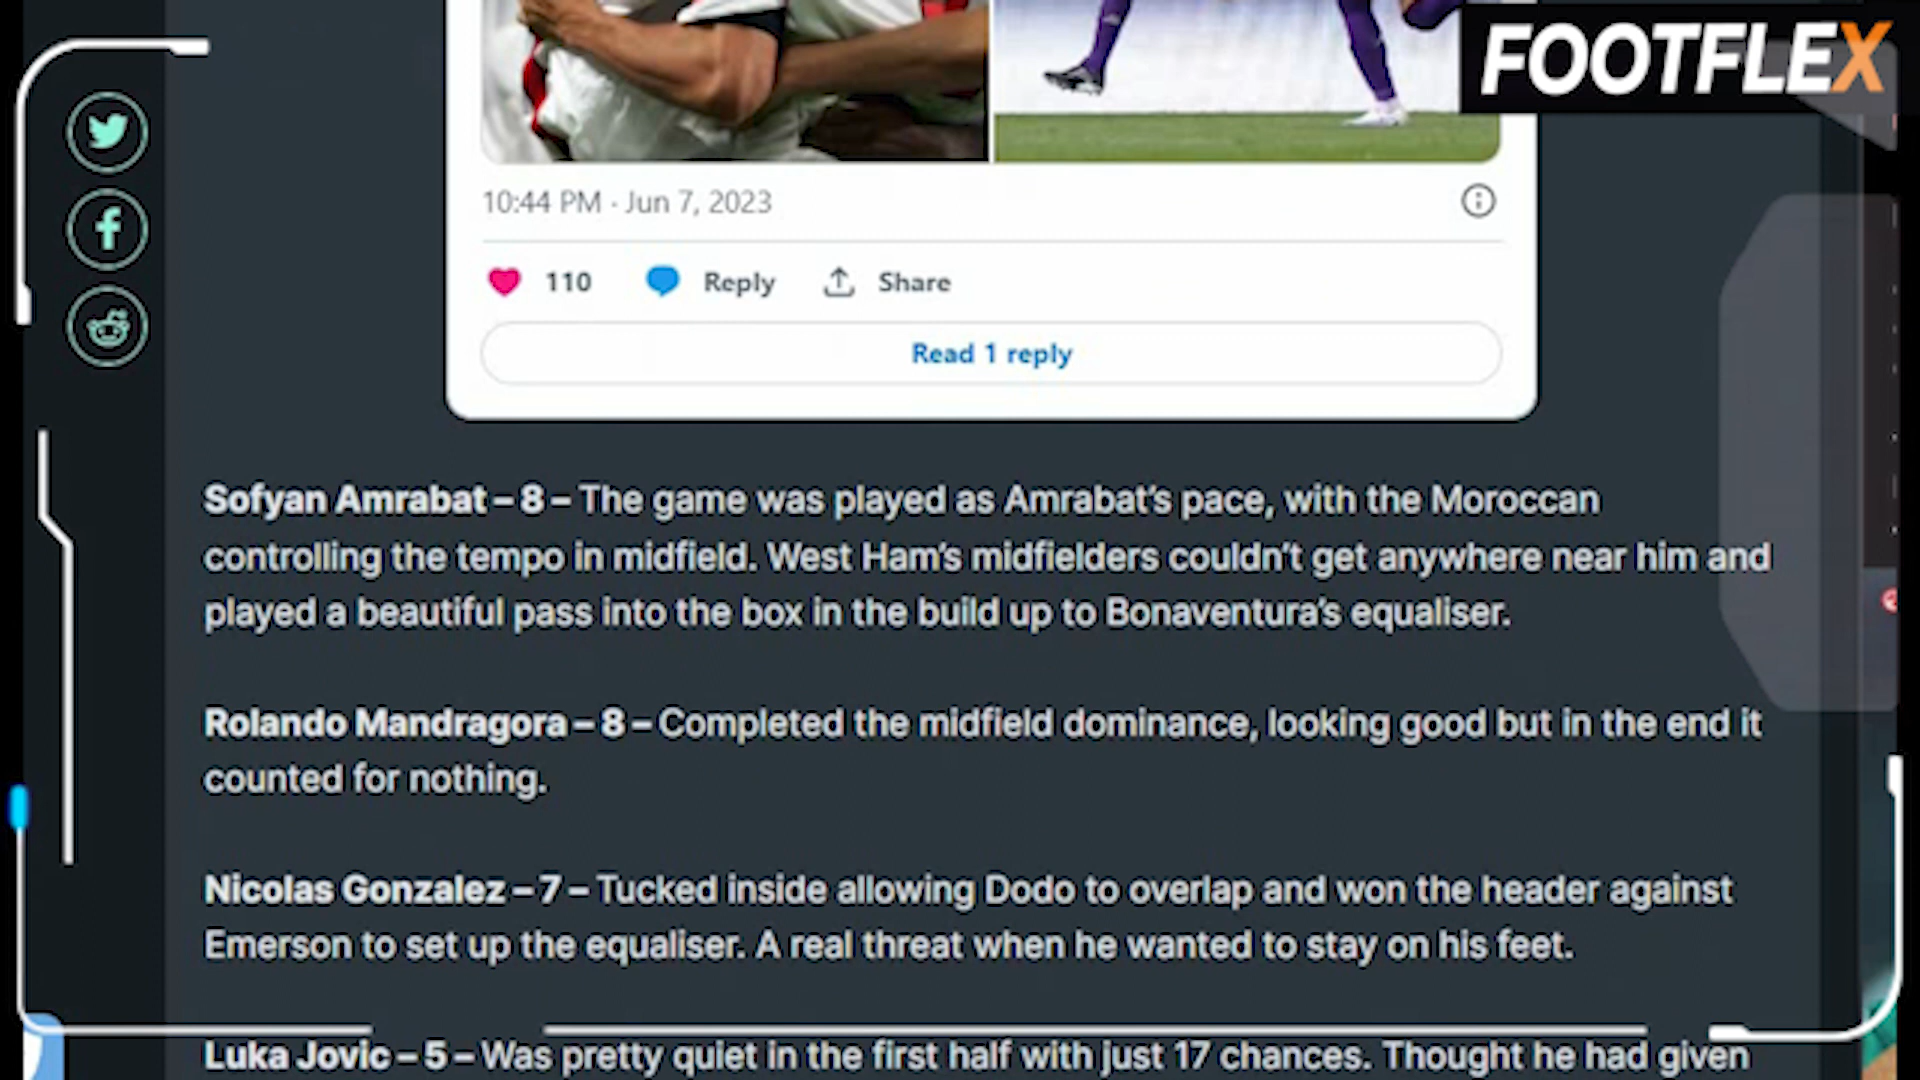 FOOTFLEX
10:44 PM · Jun 7, 2023
110 Reply Share
Read 1 reply
Sofyan Amrabat – 8 – The game was played as Amrabat's pace, with the Moroccan
controlling the tempo in midfield. West Ham's midfielders couldn't get anywhere near him and
played a beautiful pass into the box in the build up to Bonaventura's equaliser.
Rolando Mandragora – 8 – Completed the midfield dominance, looking good but in the end it
counted for nothing.
Nicolas Gonzalez – 7 – Tucked inside allowing Dodo to overlap and won the header against
Emerson to set up the equaliser. A real threat when he wanted to stay on his feet.
Luka Jovic – 5 – Was pretty quiet in the first half with just 17 chances. Thought he had given